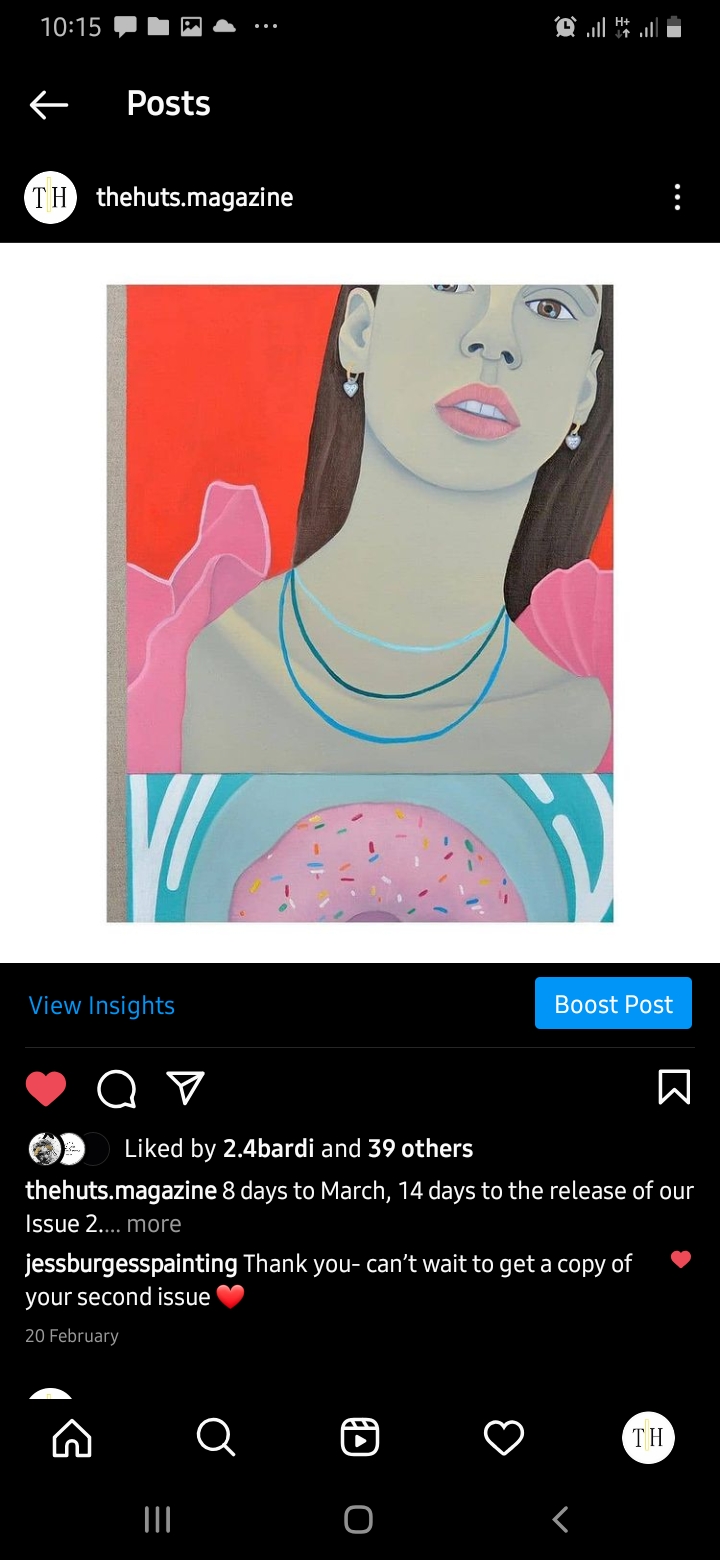 10:15
H+
Posts
TH
thehuts.magazine
View Insights
Boost Post
Liked by 2.4bardi and 39 others
thehuts.magazine 8 days to March, 14 days to the release of our
Issue 2.... more
jessburgesspainting Thank you- can’t wait to get a copy of
your second issue ❤️
20 February
TH